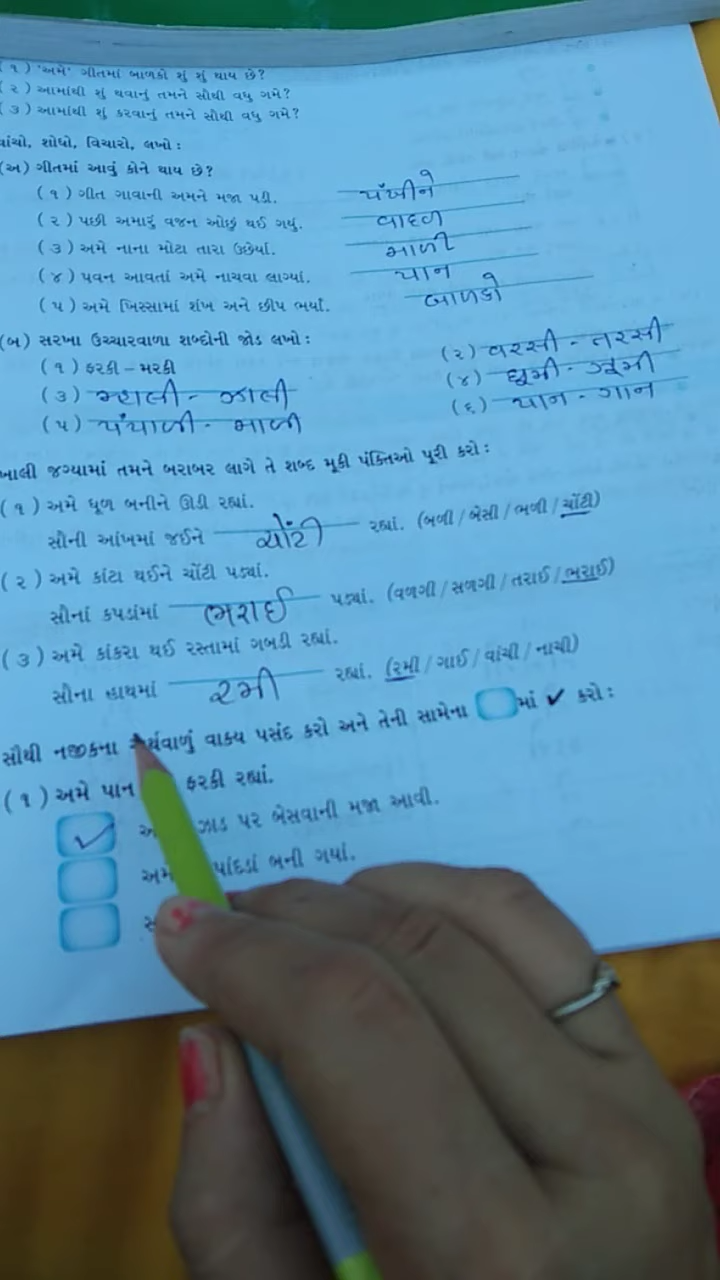 (૧) 'અમે' ગીતમાં બાળકો શું શું થાય છે?
(૨) આમાંથી શું થવાનું તમને સૌથી વધુ ગમે?
(૩) આમાંથી શું કરવાનું તમને સૌથી વધુ ગમે?
વાંચો, શોધો, વિચારો, લખો :
(અ) ગીતમાં આવું કોને થાય છે?
(૧) ગીત ગાવાની અમને મજા પડી. પંખીને
(૨) પછી અમારું વજન ઓછું થઈ ગયું. વાદળ
(૩) અમે નાના મોટા તારા ઉછેર્યા. માળી
(૪) પવન આવતાં અમે નાચવા લાગ્યાં. પાન
(૫) અમે ખિસ્સામાં શંખ અને છીપ ભર્યાં. બાળકો
(બ) સરખા ઉચ્ચારવાળા શબ્દોની જોડ લખો :
(૧) ફરકી – મરકી (૨) વરસી - તરસી
(૩) મ્હાલી - ઝાલી (૪) ઘૂમી - ઝૂમી
(૫) પંપાળી - માળી (૬) પાન - ગાન
ખાલી જગ્યામાં તમને બરાબર લાગે તે શબ્દ મૂકી પંક્તિઓ પૂરી કરો :
(૧) અમે ધૂળ બનીને ઊડી રહ્યાં.
સૌની આંખમાં જઈને ચોંટી રહ્યાં. (બળી / બેસી / ભળી / ચોંટી)
(૨) અમે કાંટા થઈને ચોંટી પડ્યાં.
સૌનાં કપડાંમાં ભરાઈ પડ્યાં. (વળગી / સળગી / તરાઈ / ભરાઈ)
(૩) અમે કાંકરા થઈ રસ્તામાં ગબડી રહ્યાં.
સૌના હાથમાં રમી રહ્યાં. (રમી / ગાઈ / વાંચી / નાચી)
સૌથી નજીકના અર્થવાળું વાક્ય પસંદ કરો અને તેની સામેના માં ✔ કરો :
(૧) અમે પાન ફરકી રહ્યાં.
✓ ઝાડ પર બેસવાની મજા આવી.
પાંદડાં બની ગયાં.